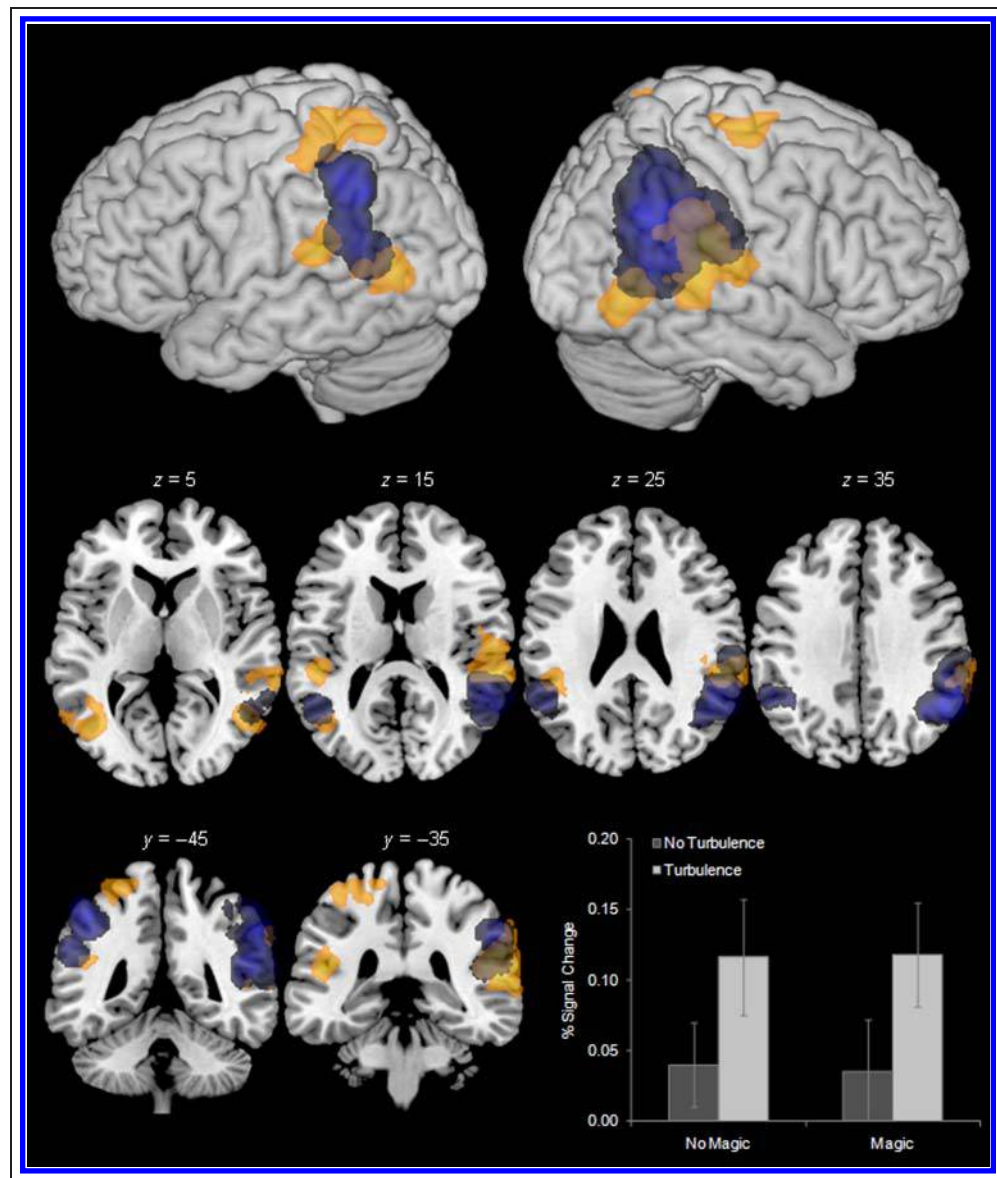 z = 5
z = 15
z = 25
z = 35
y = −45
y = −35
0.20
0.15
0.10
0.05
0.00
% Signal Change
No Turbulence
Turbulence
No Magic
Magic